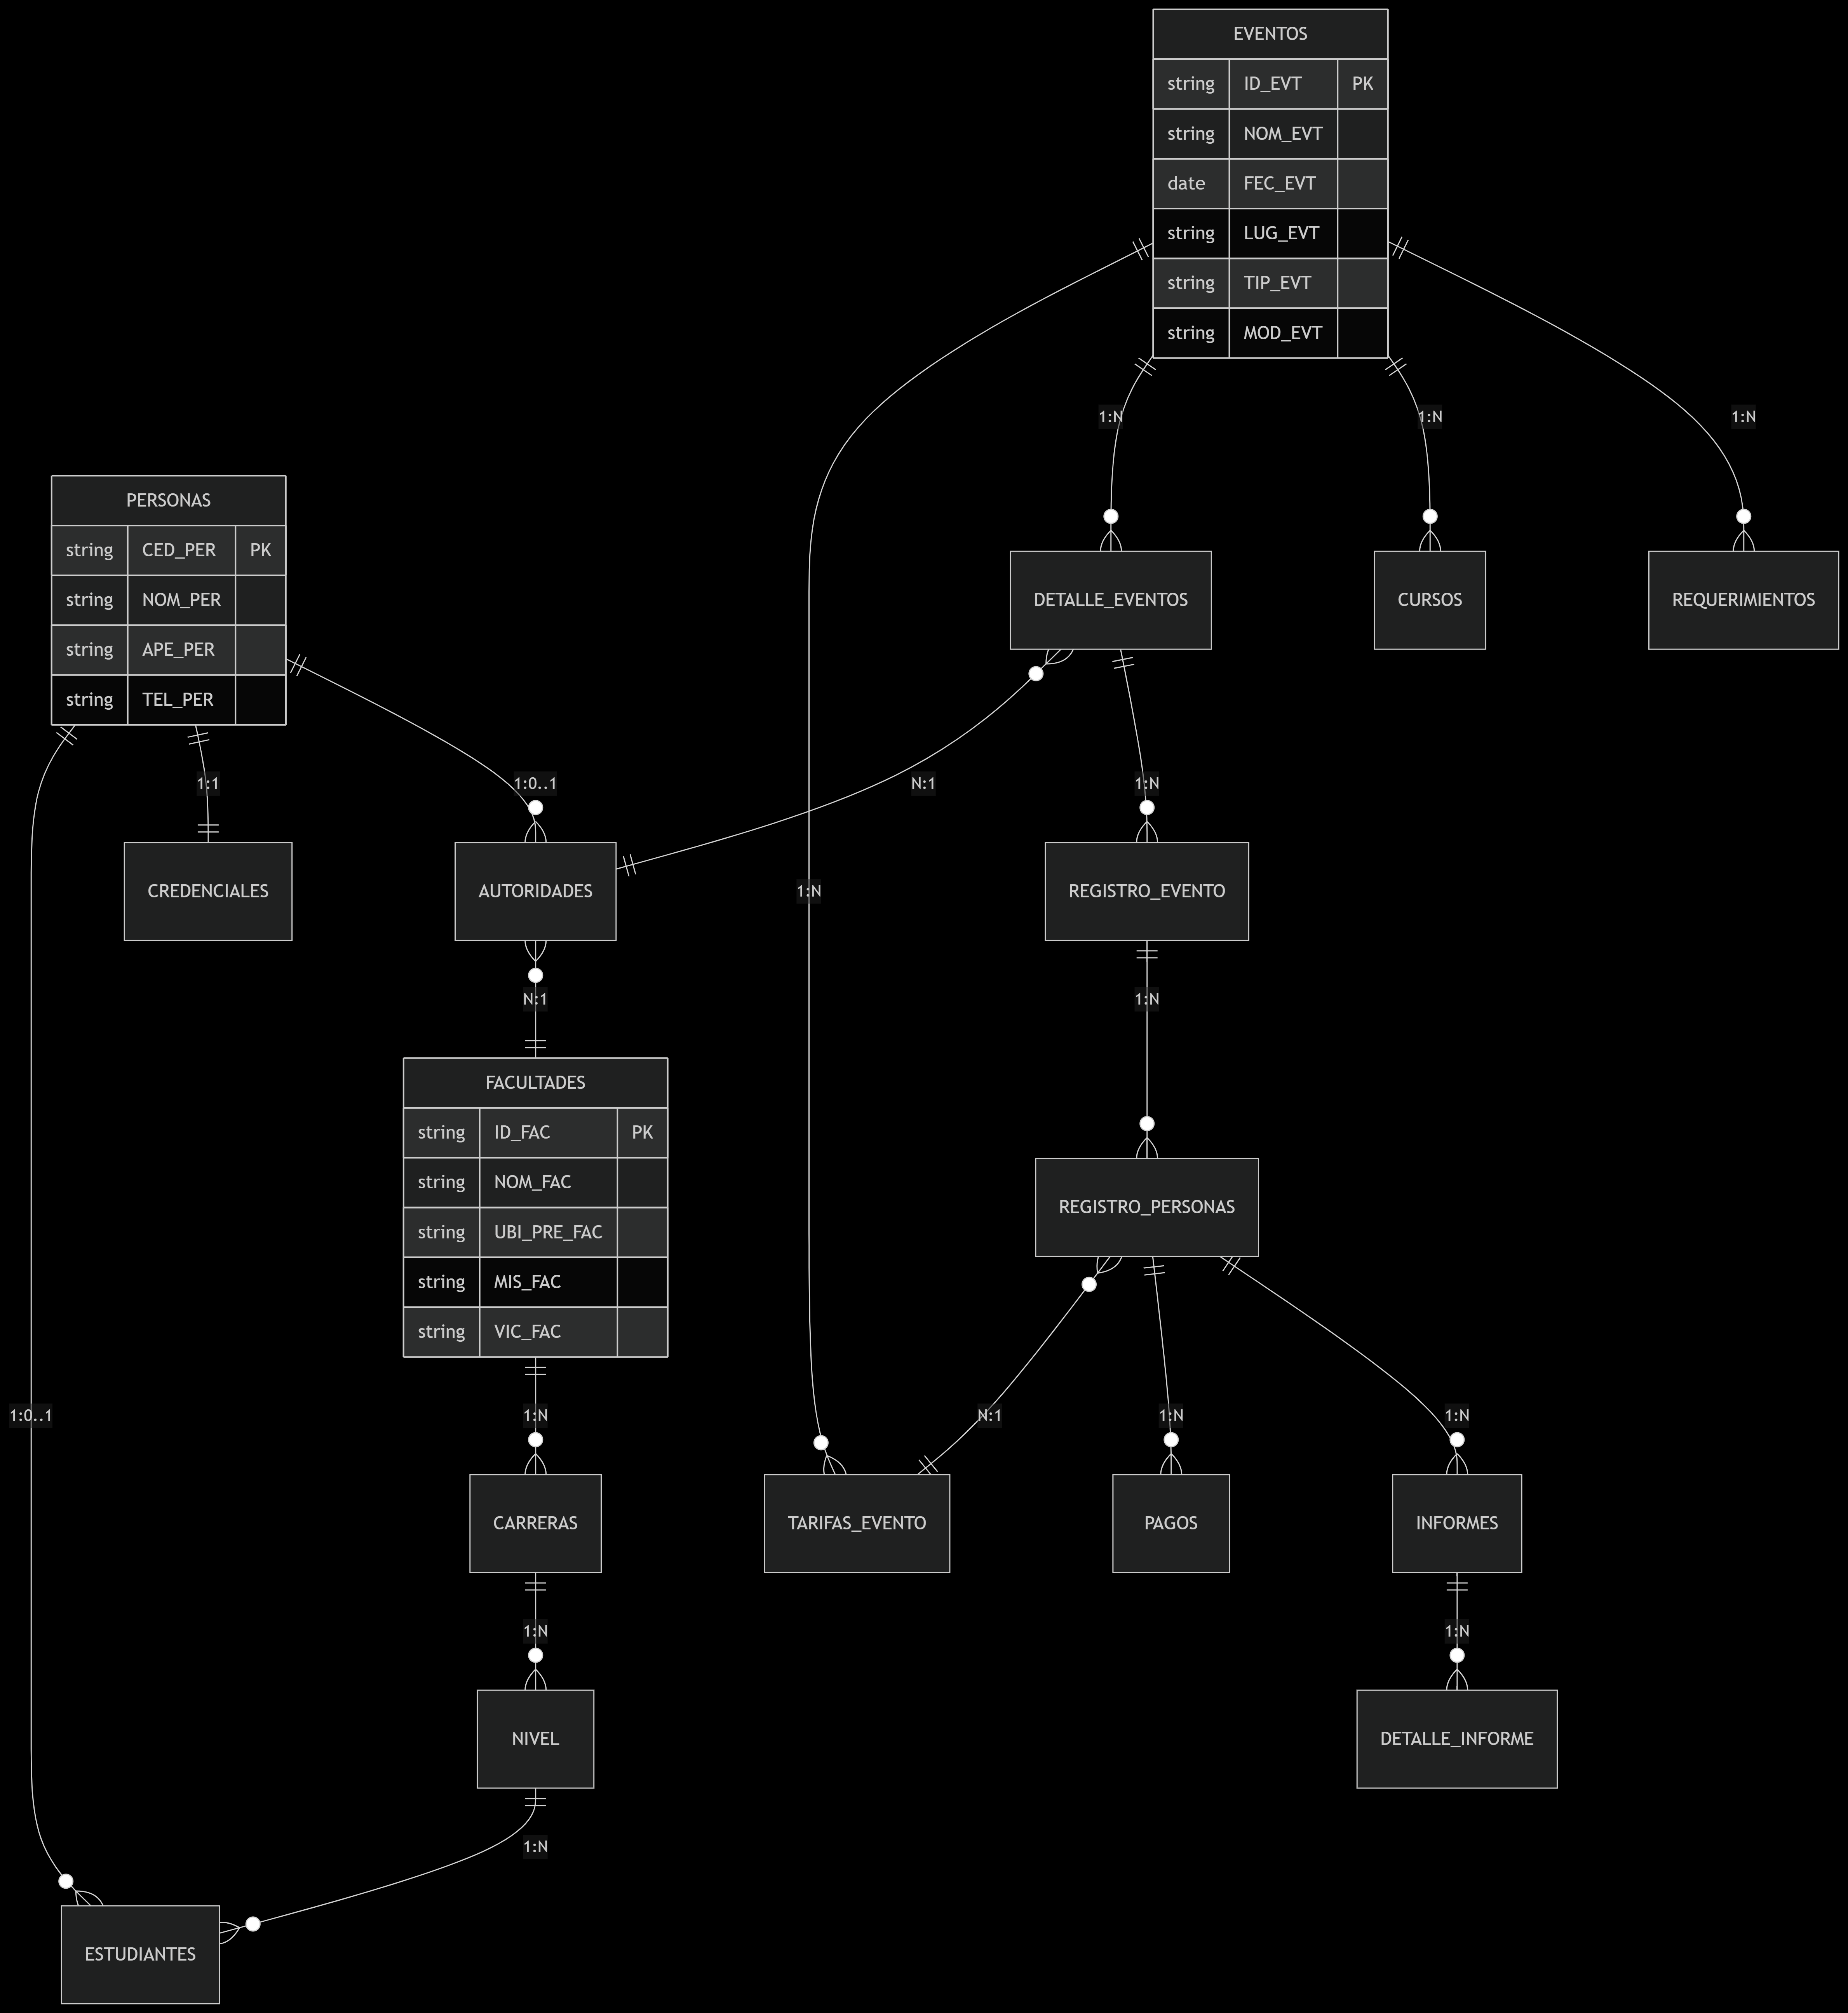 EVENTOS
string ID_EVT PK
string NOM_EVT
date FEC_EVT
string LUG_EVT
string TIP_EVT
string MOD_EVT
1:N
1:N
1:N
PERSONAS
string CED_PER PK
string NOM_PER
string APE_PER
string TEL_PER
DETALLE_EVENTOS
CURSOS
REQUERIMIENTOS
1:1
1:0..1
N:1
1:N
CREDENCIALES
AUTORIDADES
1:N
REGISTRO_EVENTO
N:1
1:N
FACULTADES
string ID_FAC PK
string NOM_FAC
string UBI_PRE_FAC
string MIS_FAC
string VIC_FAC
REGISTRO_PERSONAS
1:0..1
1:N
N:1
1:N
1:N
CARRERAS
TARIFAS_EVENTO
PAGOS
INFORMES
1:N
1:N
NIVEL
DETALLE_INFORME
1:N
ESTUDIANTES